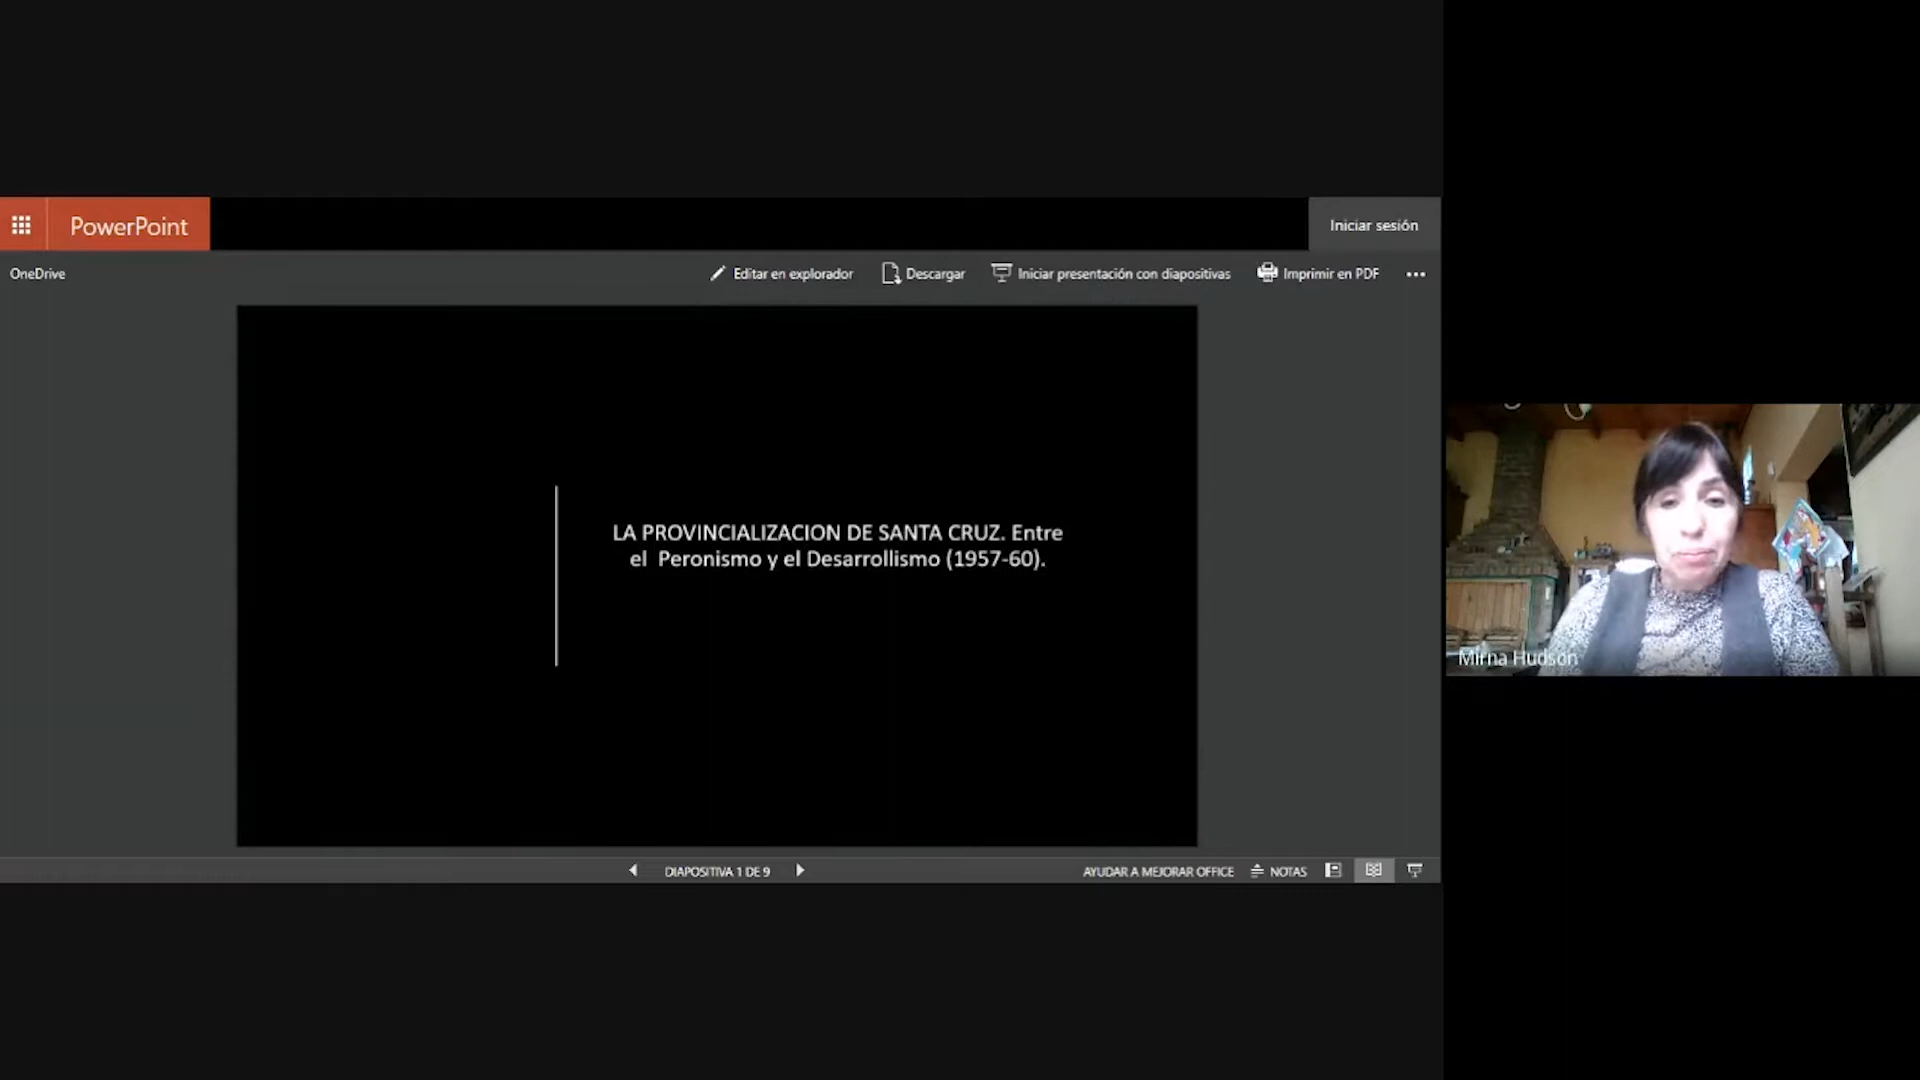 PowerPoint
Iniciar sesión
OneDrive
Editar en explorador
Descargar
Iniciar presentación con diapositivas
Imprimir en PDF
LA PROVINCIALIZACION DE SANTA CRUZ. Entre
el Peronismo y el Desarrollismo (1957-60).
Mirna Hudson
DIAPOSITIVA 1 DE 9
AYUDAR A MEJORAR OFFICE
NOTAS